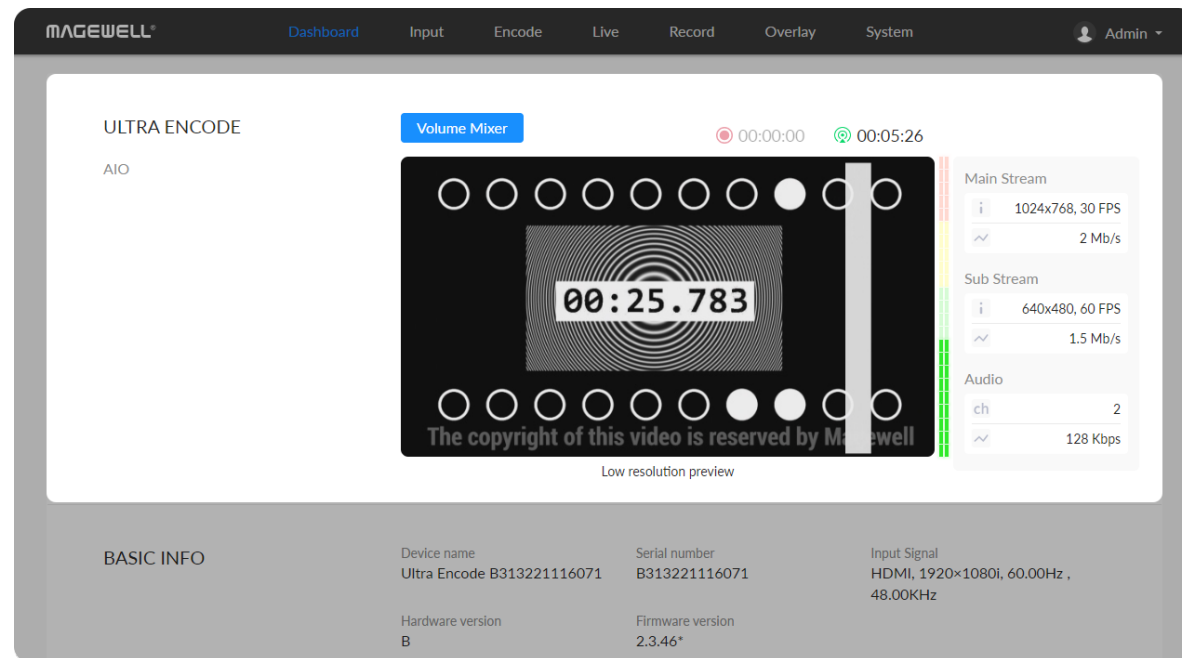 MAGEWELL®
Dashboard Input Encode Live Record Overlay System Admin
ULTRA ENCODE
AIO
Volume Mixer
00:00:00 00:05:26
00:25.783
The copyright of this video is reserved by Ma ewell
Low resolution preview
Main Stream
i 1024x768, 30 FPS
2 Mb/s
Sub Stream
i 640x480, 60 FPS
1.5 Mb/s
Audio
ch 2
128 Kbps
BASIC INFO
Device name
Ultra Encode B313221116071
Serial number
B313221116071
Input Signal
HDMI, 1920×1080i, 60.00Hz ,
48.00KHz
Hardware version
B
Firmware version
2.3.46*